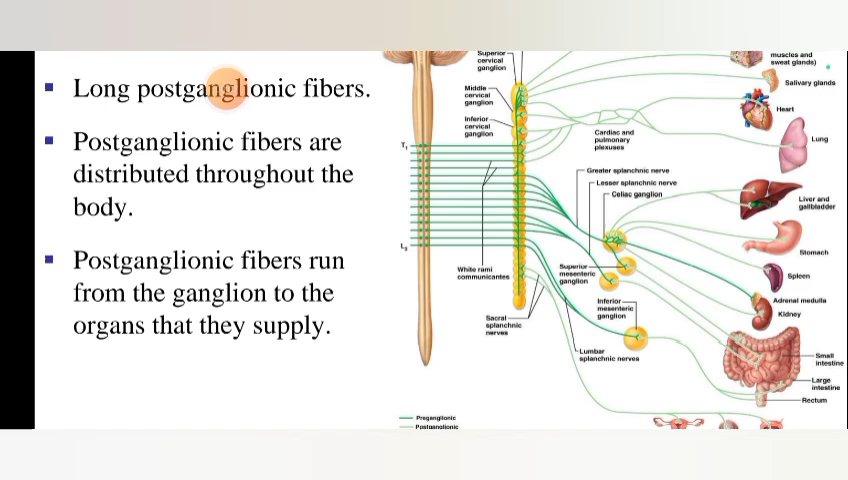 Long postganglionic fibers.
Postganglionic fibers are
distributed throughout the
body.
Postganglionic fibers run
from the ganglion to the
organs that they supply.
Superior
cervical
ganglion
Middle
cervical
ganglion
Inferior
cervical
ganglion
T1
L2
White rami
communicantes
Sacral
splanchnic
nerves
Cardiac and
pulmonary
plexuses
Greater splanchnic nerve
Lesser splanchnic nerve
Celiac ganglion
Superior
mesenteric
ganglion
Inferior
mesenteric
ganglion
Lumbar
splanchnic nerves
muscles and
sweat glands)
Salivary glands
Heart
Lung
Liver and
gallbladder
Stomach
Spleen
Adrenal medulla
Kidney
Small
intestine
Large
intestine
Rectum
Preganglionic
Postganglionic